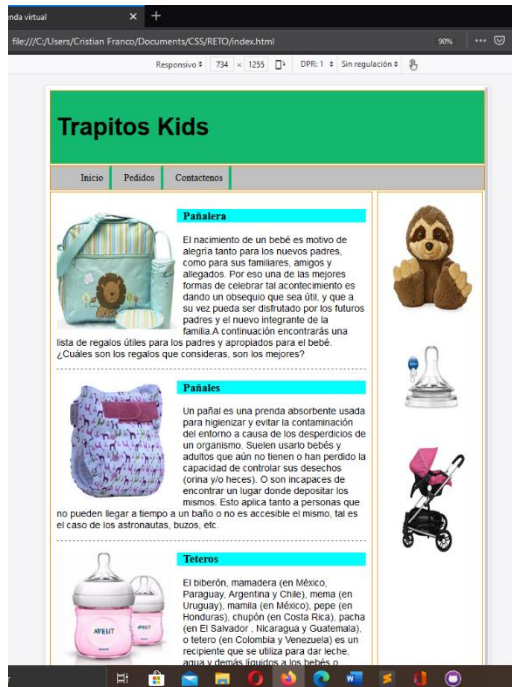 enda virtual
file:///C:/Users/Cristian Franco/Documents/CSS/RETO/index.html
90%
Responsivo 734 × 1255 DPR: 1 Sin regulación
Trapitos Kids
Inicio Pedidos Contactenos
Pañalera
El nacimiento de un bebé es motivo de
alegría tanto para los nuevos padres,
como para sus familiares, amigos y
allegados. Por eso una de las mejores
formas de celebrar tal acontecimiento es
dando un obsequio que sea útil, y que a
su vez pueda ser disfrutado por los futuros
padres y el nuevo integrante de la
familia.A continuación encontrarás una
lista de regalos útiles para los padres y apropiados para el bebé.
¿Cuáles son los regalos que consideras, son los mejores?
Pañales
Un pañal es una prenda absorbente usada
para higienizar y evitar la contaminación
del entorno a causa de los desperdicios de
un organismo. Suelen usarlo bebés y
adultos que aún no tienen o han perdido la
capacidad de controlar sus desechos
(orina y/o heces). O son incapaces de
encontrar un lugar donde depositar los
mismos. Esto aplica tanto a personas que
no pueden llegar a tiempo a un baño o no es accesible el mismo, tal es
el caso de los astronautas, buzos, etc.
AVENT
Teteros
El biberón, mamadera (en México,
Paraguay, Argentina y Chile), mema (en
Uruguay), mamila (en México), pepe (en
Honduras), chupón (en Costa Rica), pacha
(en El Salvador , Nicaragua y Guatemala),
o tetero (en Colombia y Venezuela) es un
recipiente que se utiliza para dar leche,
agua y demás líquidos a los bebés o